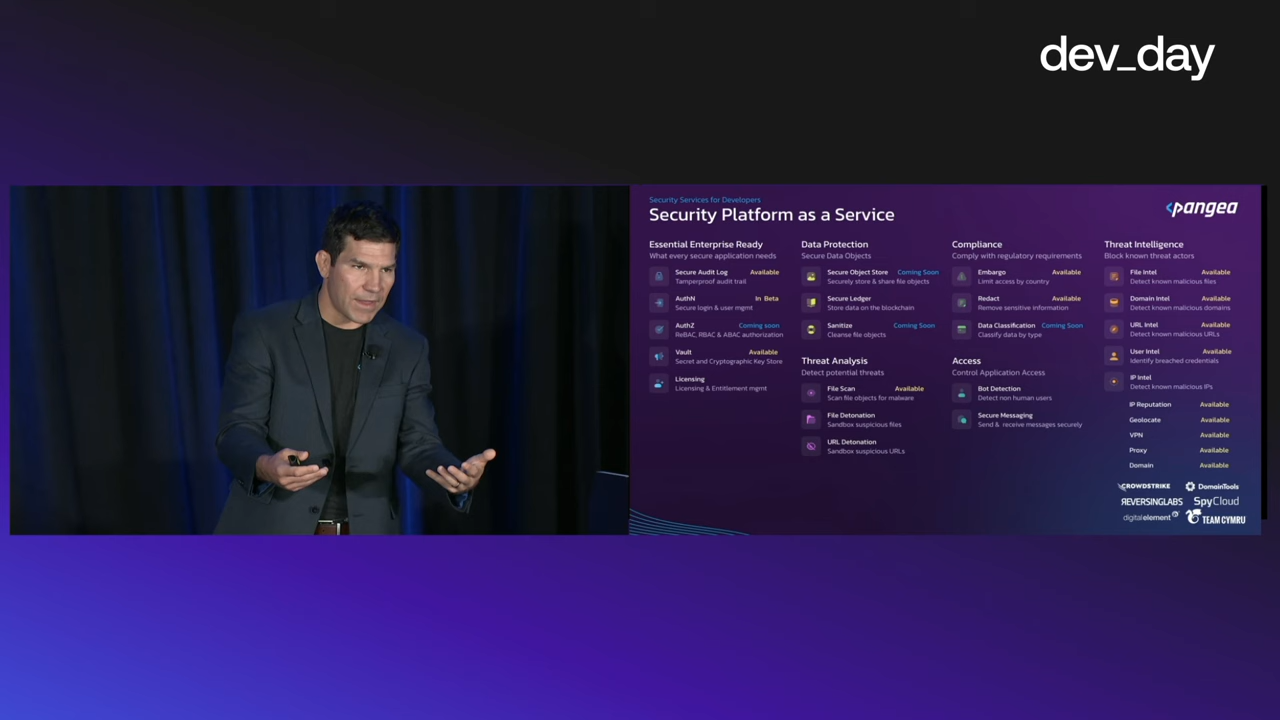 dev_day
Security Services for Developers
Security Platform as a Service
pangea
Essential Enterprise Ready
What every secure application needs
Secure Audit Log Available
Tamperproof audit trail
AuthN In Beta
Secure login & user mgmt
AuthZ Coming soon
ReBAC, RBAC & ABAC authorization
Vault Available
Secret and Cryptographic Key Store
Licensing
Licensing & Entitlement mgmt
Data Protection
Secure Data Objects
Secure Object Store Coming Soon
Securely store & share file objects
Secure Ledger
Store data on the blockchain
Sanitize Coming Soon
Cleanse file objects
Threat Analysis
Detect potential threats
File Scan Available
Scan file objects for malware
File Detonation
Sandbox suspicious files
URL Detonation
Sandbox suspicious URLs
Compliance
Comply with regulatory requirements
Embargo Available
Limit access by country
Redact Available
Remove sensitive information
Data Classification Coming Soon
Classify data by type
Access
Control Application Access
Bot Detection
Detect non human users
Secure Messaging
Send & receive messages securely
Threat Intelligence
Block known threat actors
File Intel Available
Detect known malicious files
Domain Intel Available
Detect known malicious domains
URL Intel Available
Detect known malicious URLs
User Intel Available
Identify breached credentials
IP Intel
Detect known malicious IPs
IP Reputation Available
Geolocate Available
VPN Available
Proxy Available
Domain Available
CROWDSTRIKE DomainTools
REVERSINGLABS SpyCloud
digital element TEAM CYMRU